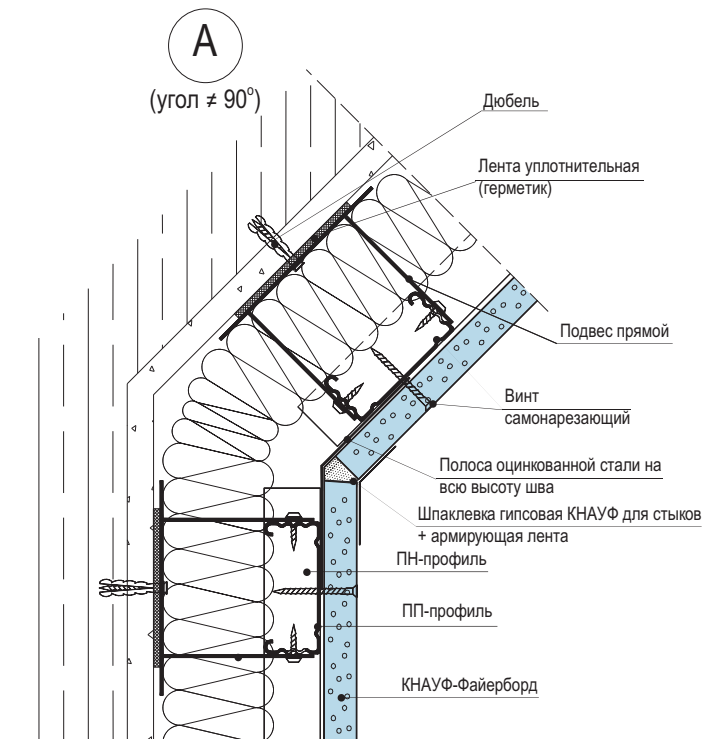 А
(угол ≠ 90°)
Дюбель
Лента уплотнительная
(герметик)
Подвес прямой
Винт
самонарезающий
Полоса оцинкованной стали на
всю высоту шва
Шпаклевка гипсовая КНАУФ для стыков
+ армирующая лента
ПН-профиль
ПП-профиль
КНАУФ-Файерборд